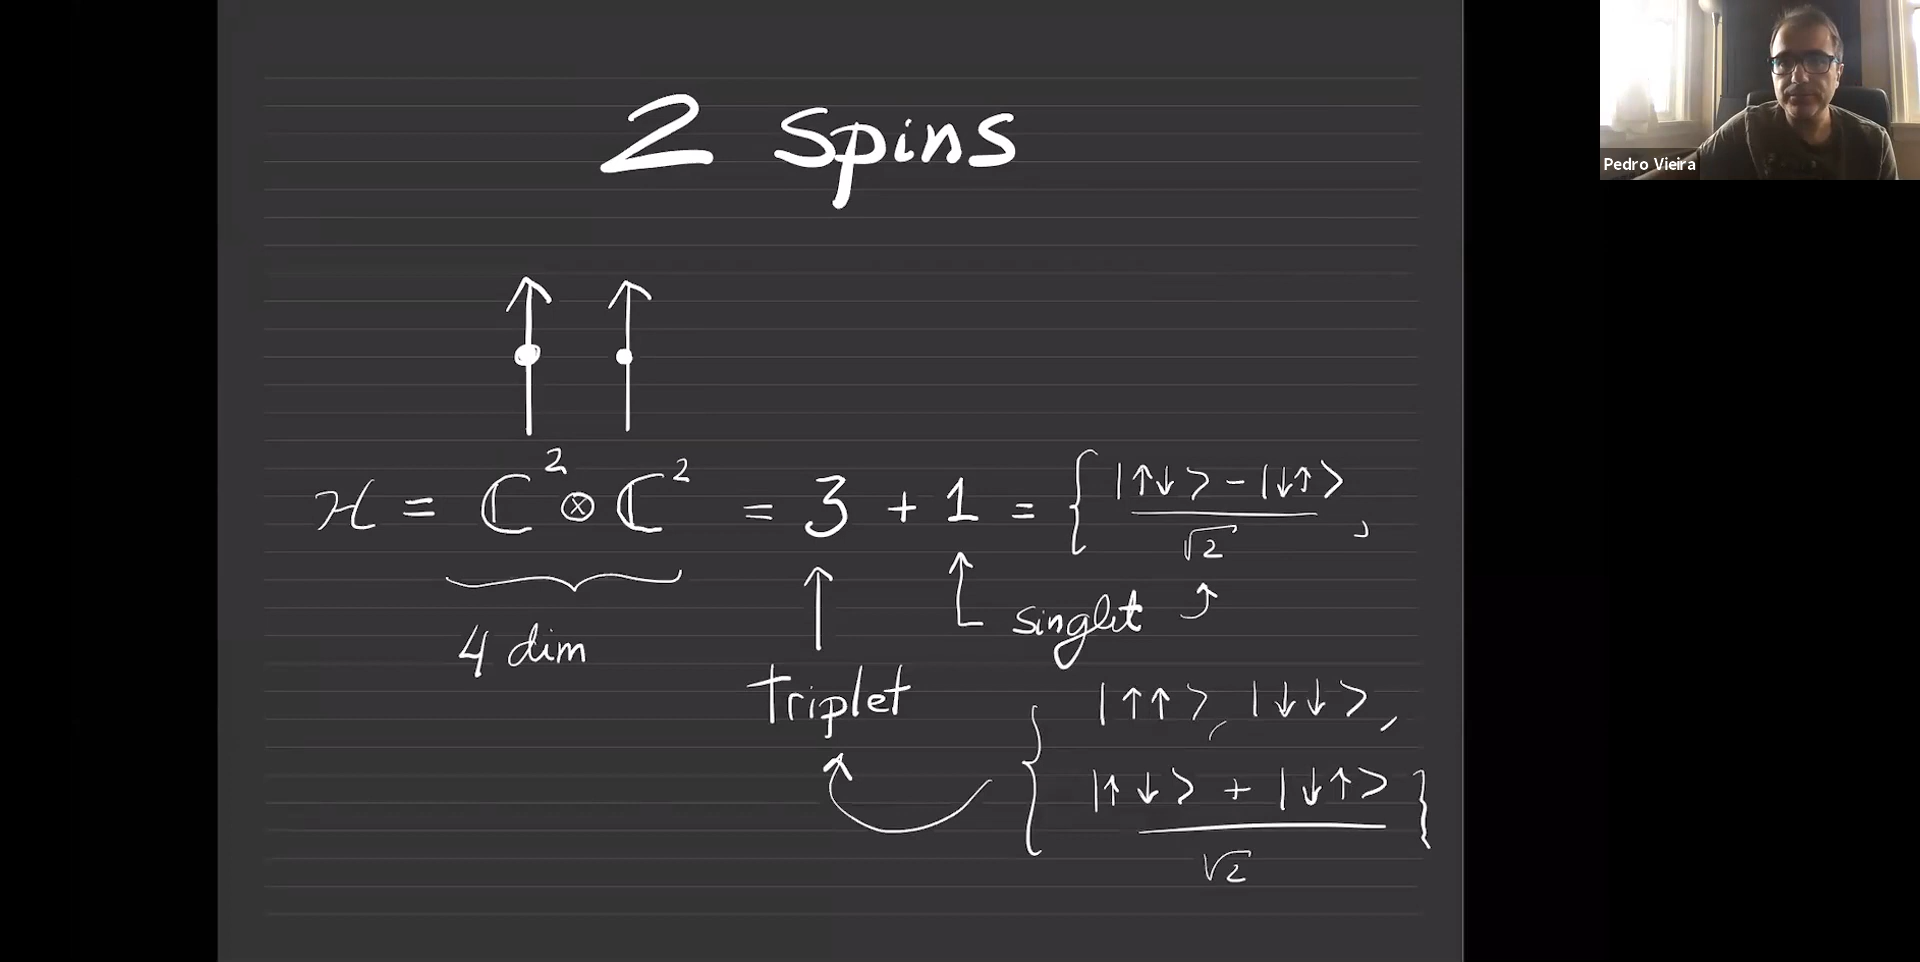 2 Spins
ℋ = ℂ² ⊗ ℂ² = 3 + 1 = { |↑↓> - |↓↑> / √2 ,
4 dim
singlet
Triplet
{ |↑↑>, |↓↓>,
|↑↓> + |↓↑> / √2 }
Pedro Vieira